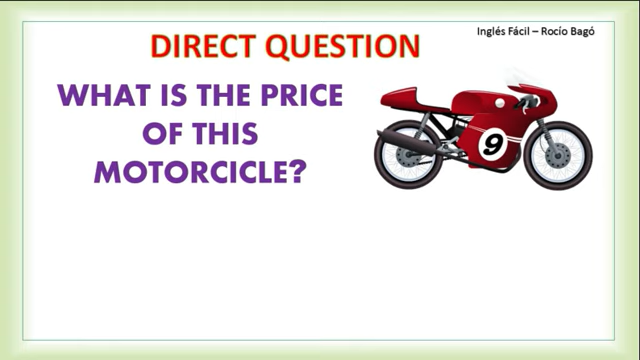 Inglés Fácil – Rocío Bagó
DIRECT QUESTION
WHAT IS THE PRICE
OF THIS
MOTORCICLE?
9